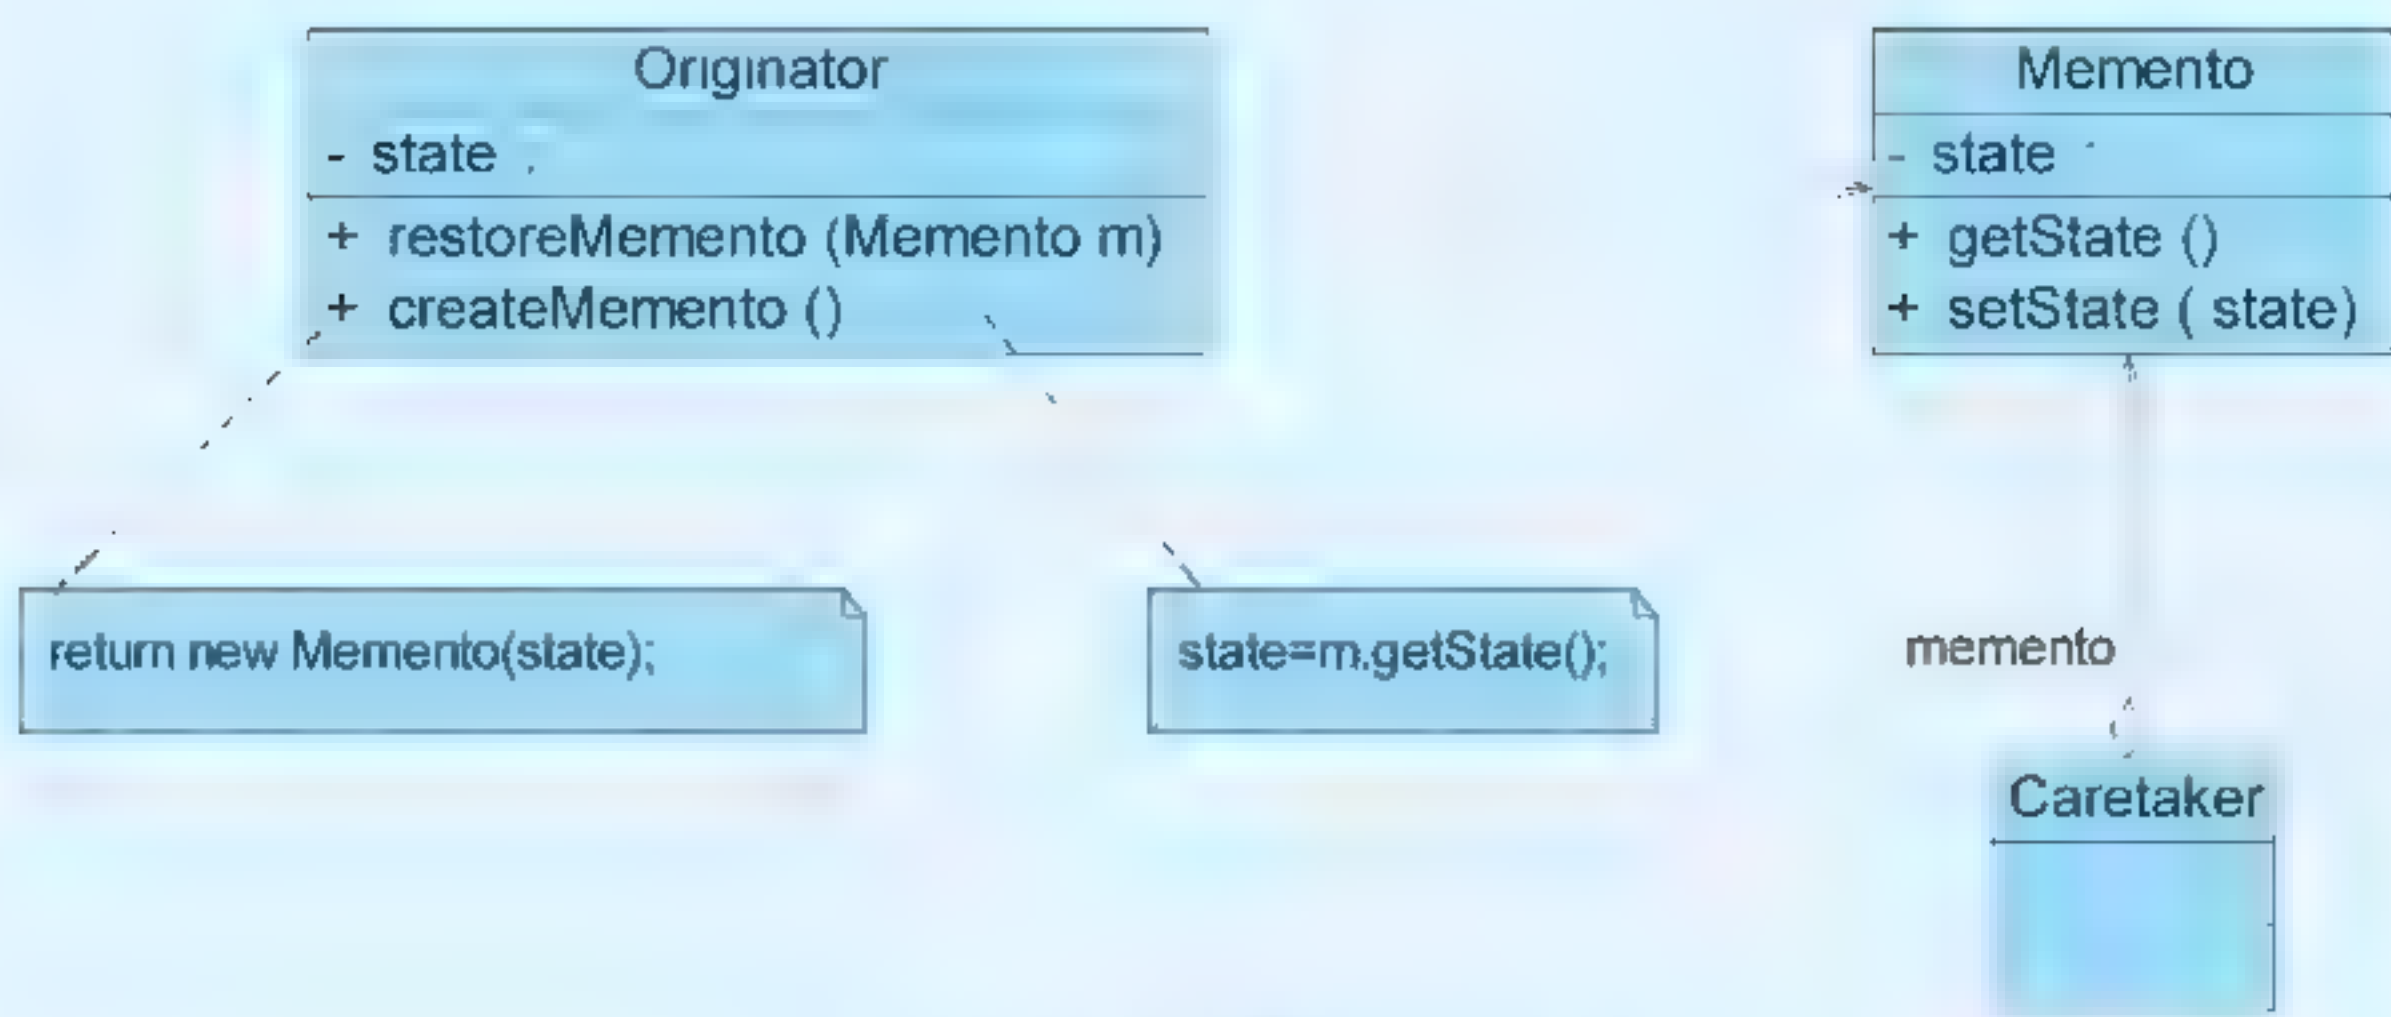 Originator
- state
+ restoreMemento (Memento m)
+ createMemento ()
Memento
- state
+ getState ()
+ setState ( state)
return new Memento(state);
state=m.getState();
memento
Caretaker